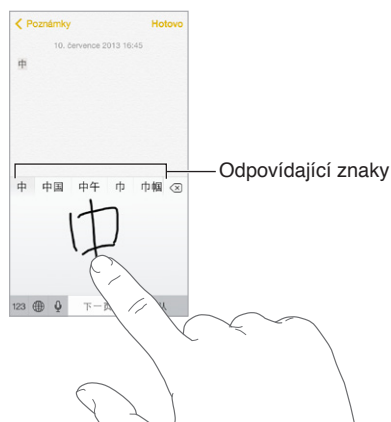 Poznámky Hotovo
10. července 2013 16:45
中
Odpovídající znaky
中 中国 中午 巾 巾帼
中
123 下一